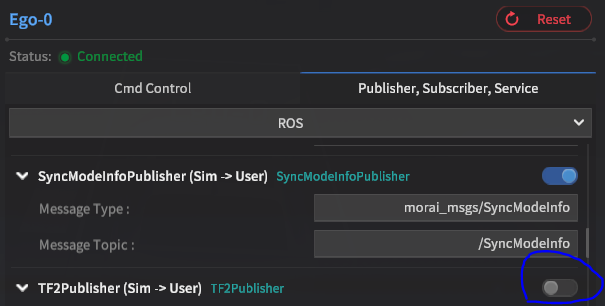 Ego-0
Reset
Status: Connected
Cmd Control
Publisher, Subscriber, Service
ROS
SyncModeInfoPublisher (Sim -> User) SyncModeInfoPublisher
Message Type : morai_msgs/SyncModeInfo
Message Topic : /SyncModeInfo
TF2Publisher (Sim -> User) TF2Publisher